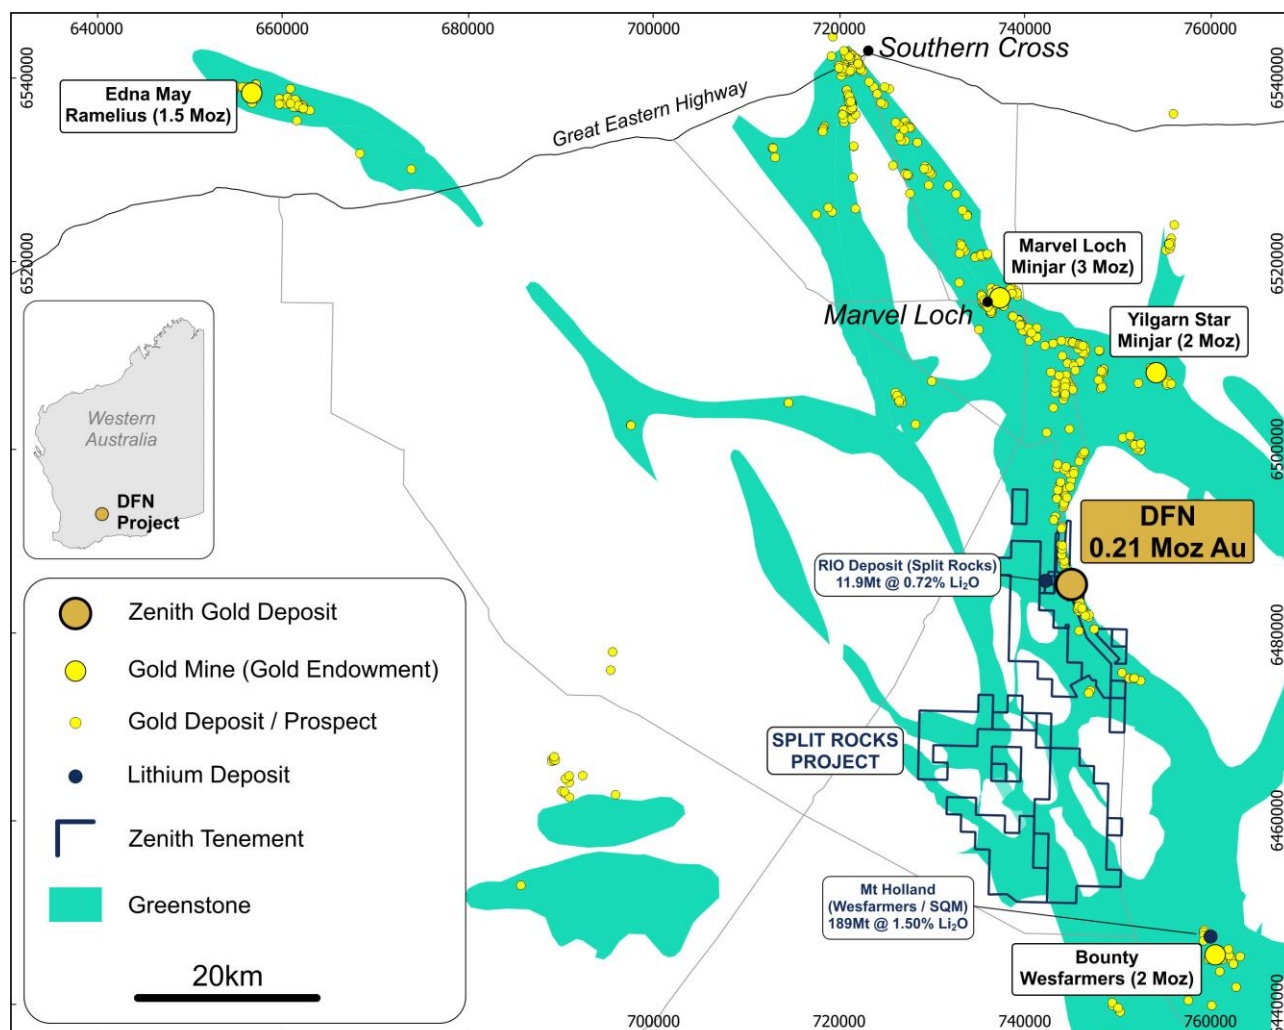 640000
660000
680000
700000
720000
740000
760000
6540000
6540000
Southern Cross
Edna May
Ramelius (1.5 Moz)
Great Eastern Highway
6520000
6520000
Marvel Loch
Minjar (3 Moz)
Marvel Loch
Yilgarn Star
Minjar (2 Moz)
Western
Australia
DFN
Project
6500000
DFN
0.21 Moz Au
RIO Deposit (Split Rocks)
11.9Mt @ 0.72% Li₂O
6480000
Zenith Gold Deposit
Gold Mine (Gold Endowment)
Gold Deposit / Prospect
Lithium Deposit
Zenith Tenement
Greenstone
20km
SPLIT ROCKS
PROJECT
6460000
Mt Holland
(Wesfarmers / SQM)
189Mt @ 1.50% Li₂O
Bounty
Wesfarmers (2 Moz)
6440000
700000
720000
740000
760000